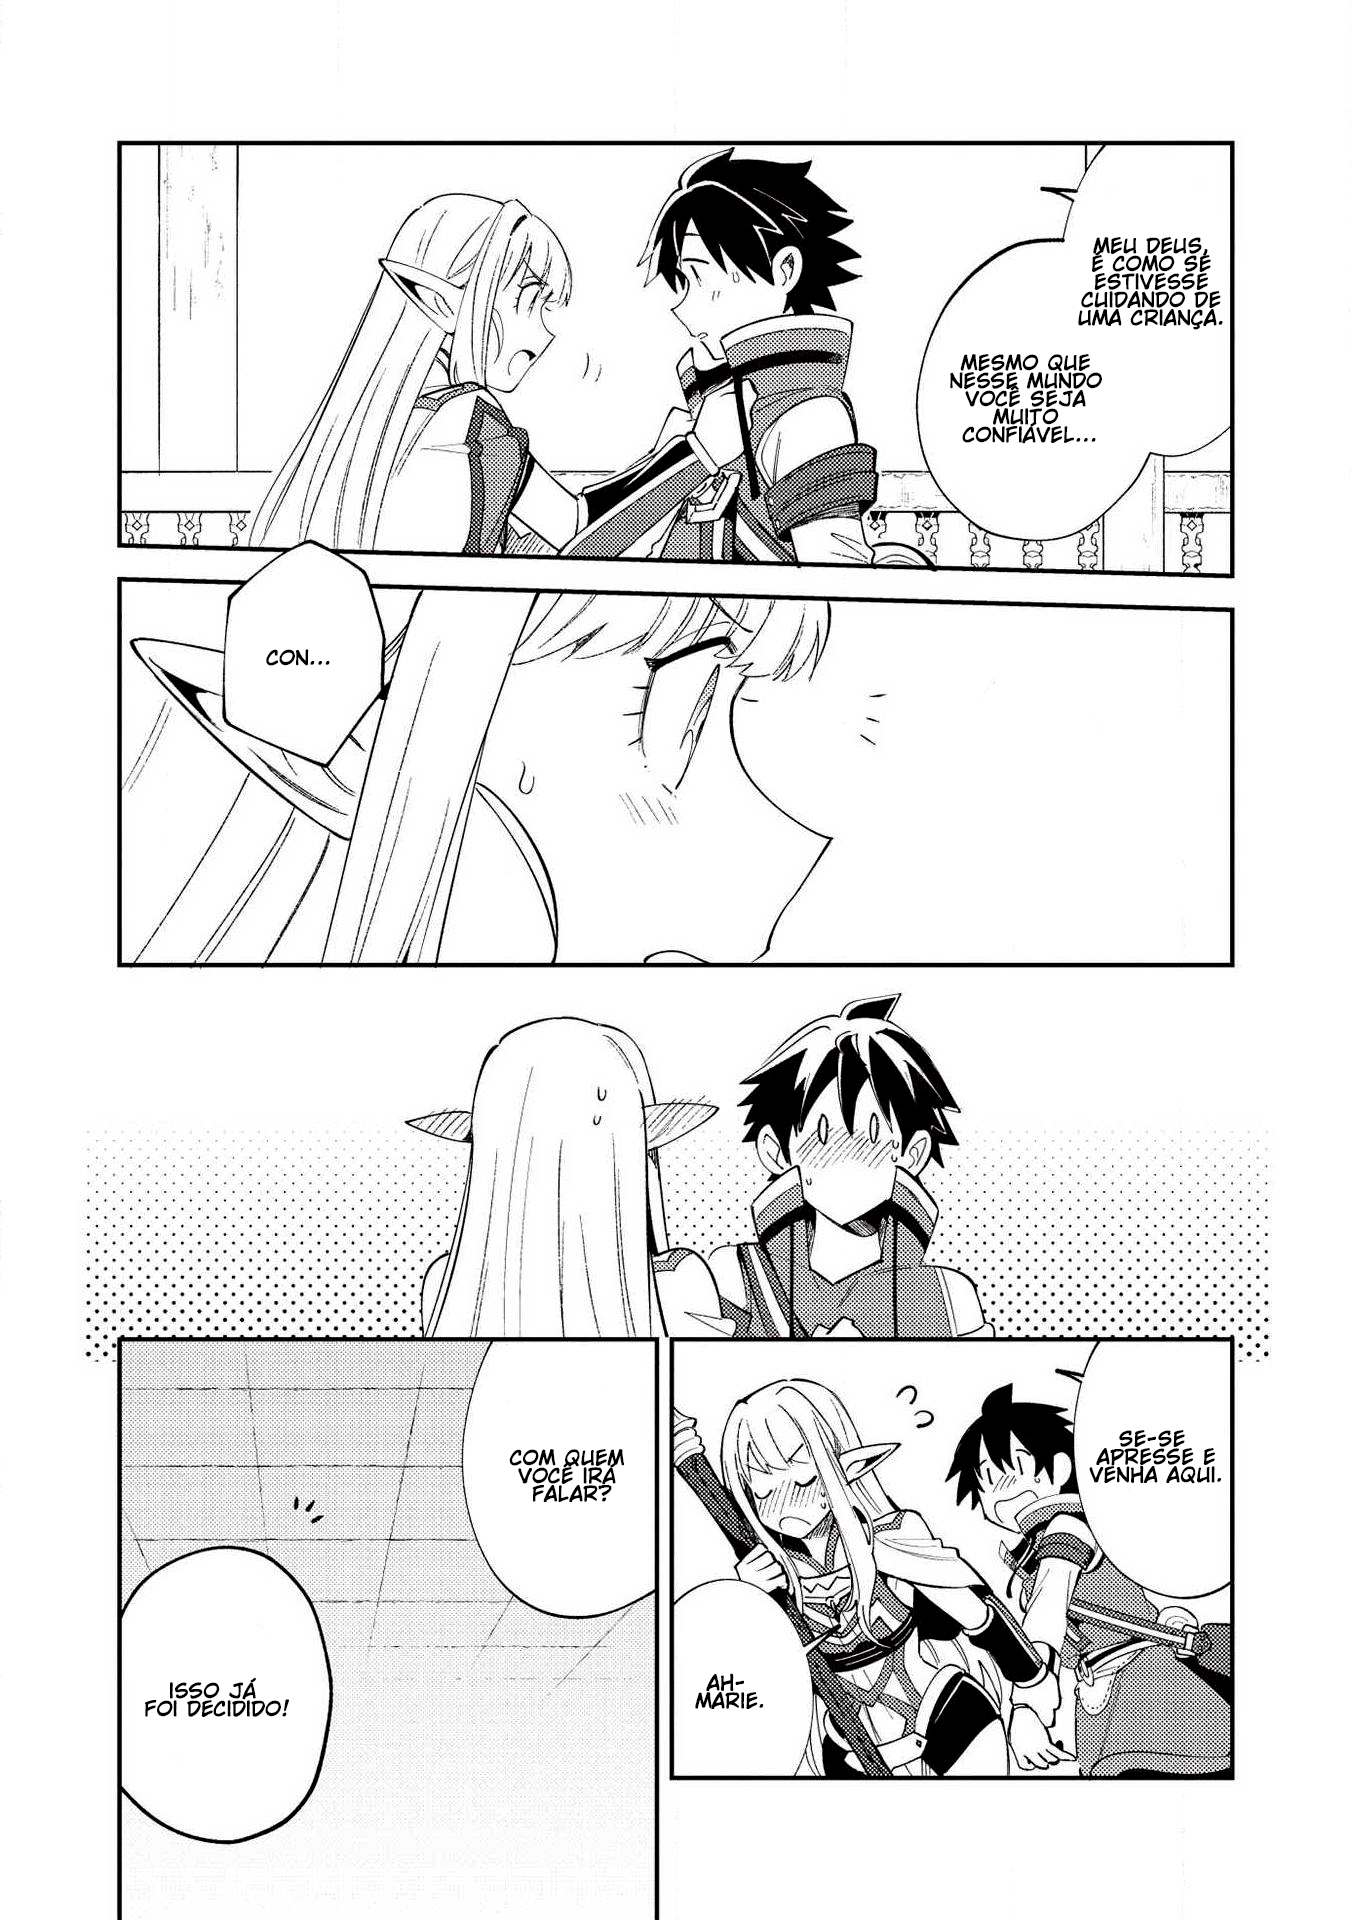 MEU DEUS,
É COMO SE
ESTIVESSE
CUIDANDO DE
UMA CRIANÇA.
MESMO QUE
NESSE MUNDO
VOCÊ SEJA
MUITO
CONFIÁVEL...
CON...
SE-SE
APRESSE E
VENHA AQUI.
AH-
MARIE.
COM QUEM
VOCÊ IRÁ
FALAR?
ISSO JÁ
FOI DECIDIDO!